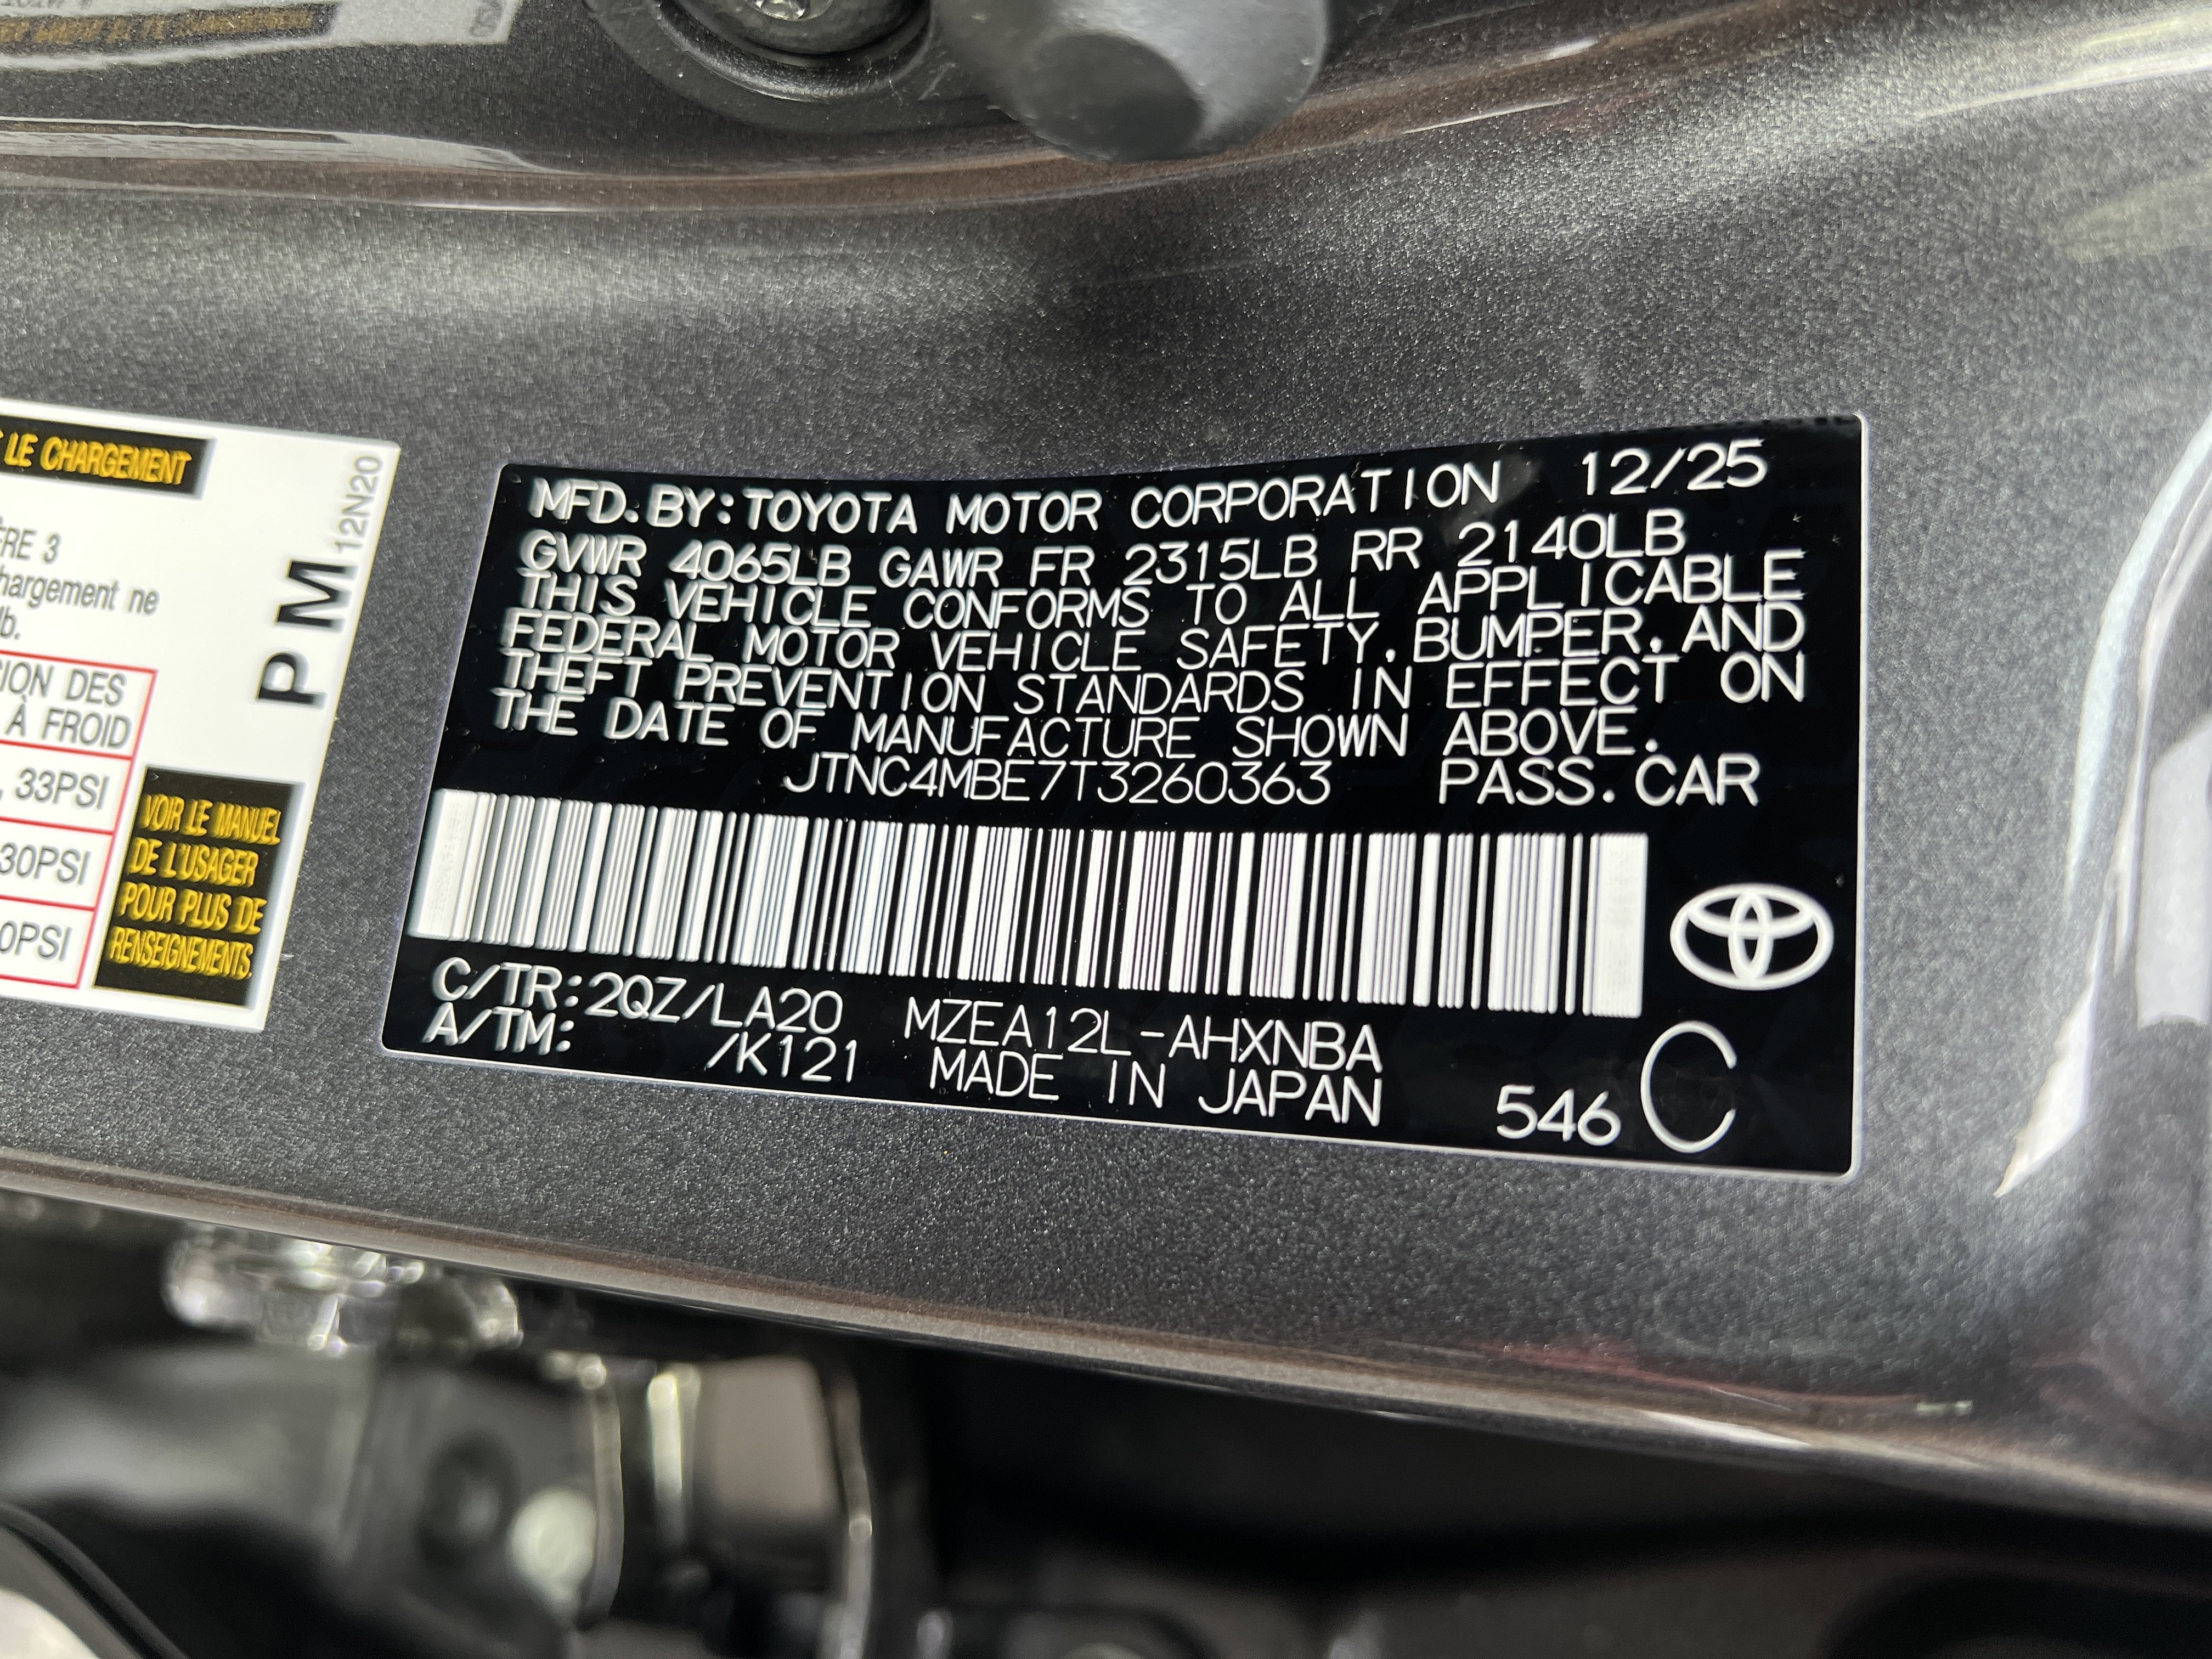 LE CHARGEMENT
12N20
PM
RE 3
hargement ne
lb.
ION DES
À FROID
, 33PSI
30PSI
0PSI
VOIR LE MANUEL
DE L'USAGER
POUR PLUS DE
RENSEIGNEMENTS.
MFD.BY:TOYOTA MOTOR CORPORATION 12/25
GVWR 4065LB GAWR FR 2315LB RR 2140LB
THIS VEHICLE CONFORMS TO ALL APPLICABLE
FEDERAL MOTOR VEHICLE SAFETY,BUMPER,AND
THEFT PREVENTION STANDARDS IN EFFECT ON
THE DATE OF MANUFACTURE SHOWN ABOVE.
JTNC4MBE7T3260363 PASS.CAR
C/TR:2QZ/LA20 MZEA12L-AHXNBA
A/TM: /K121 MADE IN JAPAN 546 C